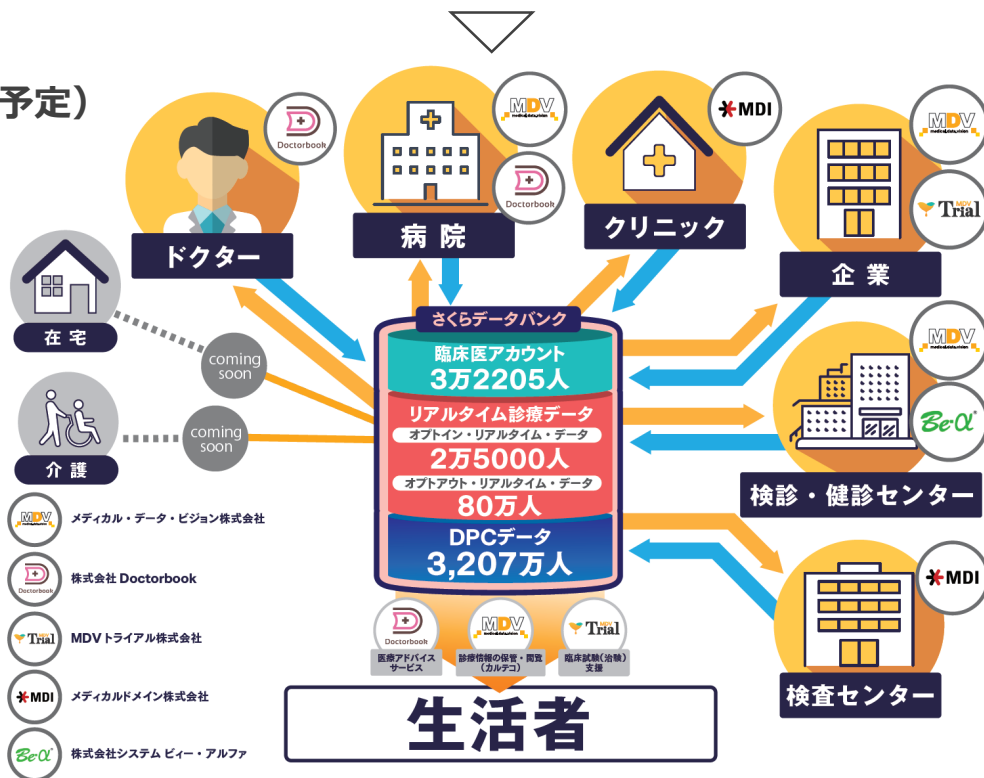 予定）
Doctorbook
MDV
medical.data.vision
Doctorbook
MDI
MDV
medical.data.vision
MDV
Trial
ドクター
病院
クリニック
企業
在宅
coming
soon
介護
coming
soon
さくらデータバンク
臨床医アカウント
3万2205人
リアルタイム診療データ
オプトイン・リアルタイム・データ
2万5000人
オプトアウト・リアルタイム・データ
80万人
DPCデータ
3,207万人
MDV
medical.data.vision
Be·α
検診・健診センター
MDI
検査センター
MDV
medical.data.vision
メディカル・データ・ビジョン株式会社
Doctorbook
株式会社 Doctorbook
MDV
Trial
MDVトライアル株式会社
MDI
メディカルドメイン株式会社
Be·α
株式会社システム ビィー・アルファ
Doctorbook
医療アドバイス
サービス
MDV
medical.data.vision
診療情報の保管・閲覧
（カルテコ）
MDV
Trial
臨床試験（治験）
支援
生活者